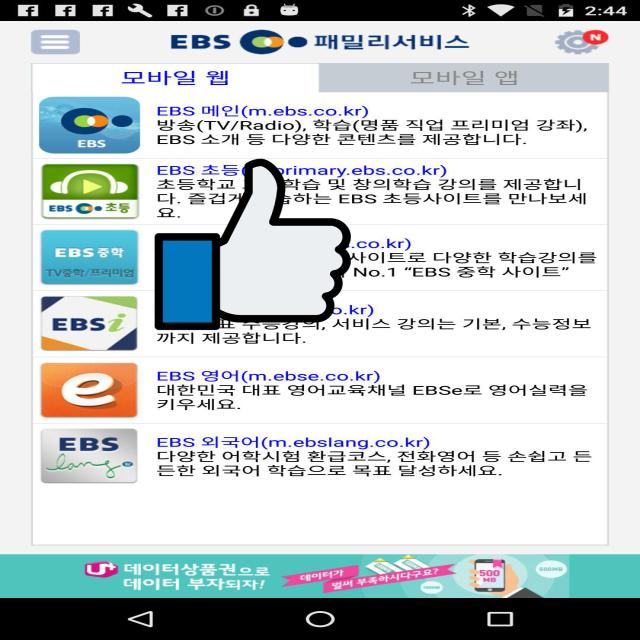 2:44
EBS 패밀리서비스
N
모바일 웹
모바일 앱
EBS
EBS 메인(m.ebs.co.kr)
방송(TV/Radio), 학습(명품 직업 프리미엄 강좌),
EBS 소개 등 다양한 콘텐츠를 제공합니다.
EBS 초등
EBS 초등 primary.ebs.co.kr)
초등학교 학습 및 창의학습 강의를 제공합니
다. 즐겁게 하는 EBS 초등사이트를 만나보세
요.
EBS 중학
TV중학/프리미엄
.co.kr)
사이트로 다양한 학습강의를
No.1 “EBS 중학 사이트”
EBSi
o.kr)
수능강의, 서비스 강의는 기본, 수능정보
까지 제공합니다.
e
EBS 영어(m.ebse.co.kr)
대한민국 대표 영어교육채널 EBSe로 영어실력을
키우세요.
EBS
lang
EBS 외국어(m.ebslang.co.kr)
다양한 어학시험 환급코스, 전화영어 등 손쉽고 든
든한 외국어 학습으로 목표 달성하세요.
U+ 데이터상품권으로
데이터 부자되자!
데이터가
벌써 부족하시다구요?
500
MB
500MB